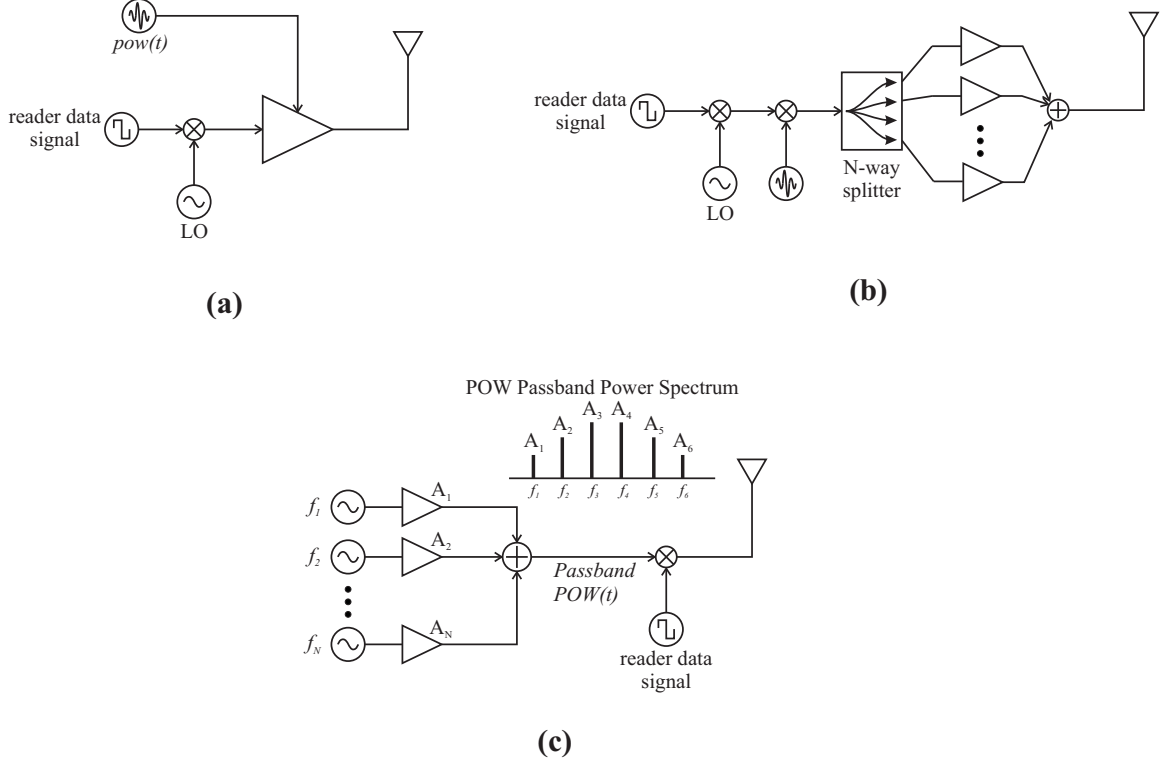 pow(t)
reader data
signal
LO
(a)
reader data
signal
LO
N-way
splitter
(b)
POW Passband Power Spectrum
A1
A2
A3
A4
A5
A6
f1
f2
f3
f4
f5
f6
f1
A1
f2
A2
fN
AN
Passband
POW(t)
reader data
signal
(c)